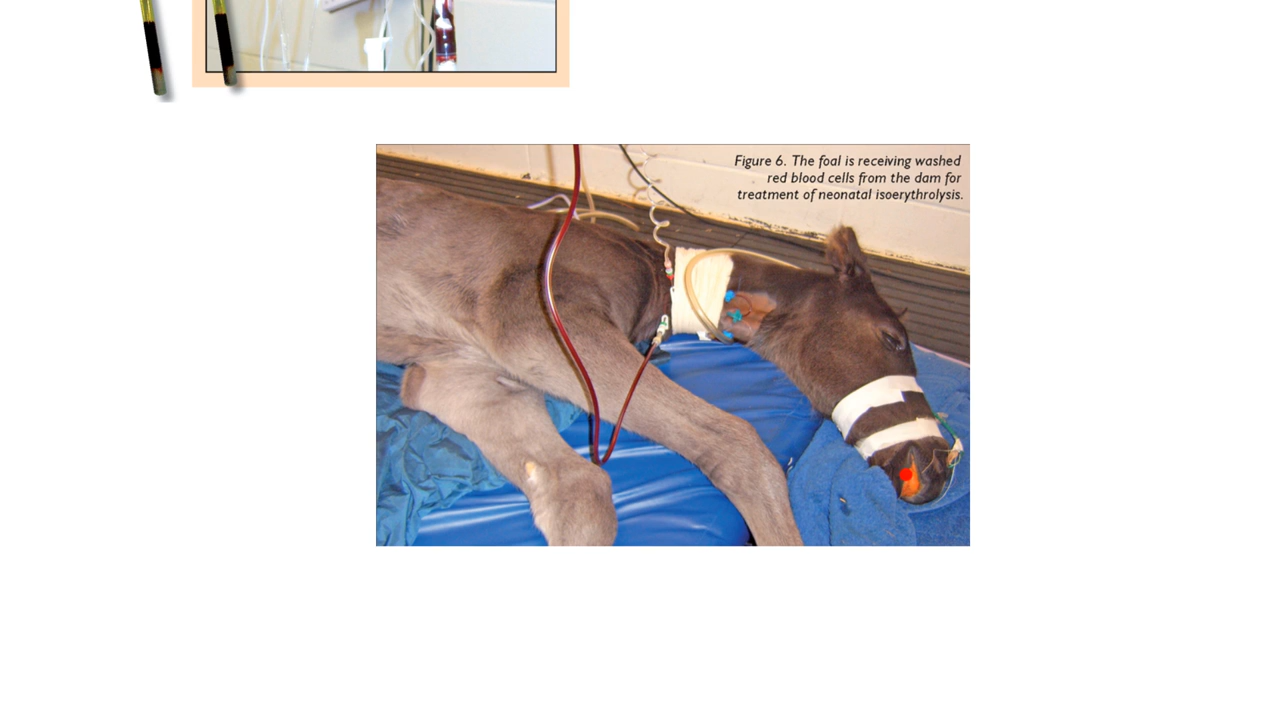 Figure 6. The foal is receiving washed
red blood cells from the dam for
treatment of neonatal isoerythrolysis.